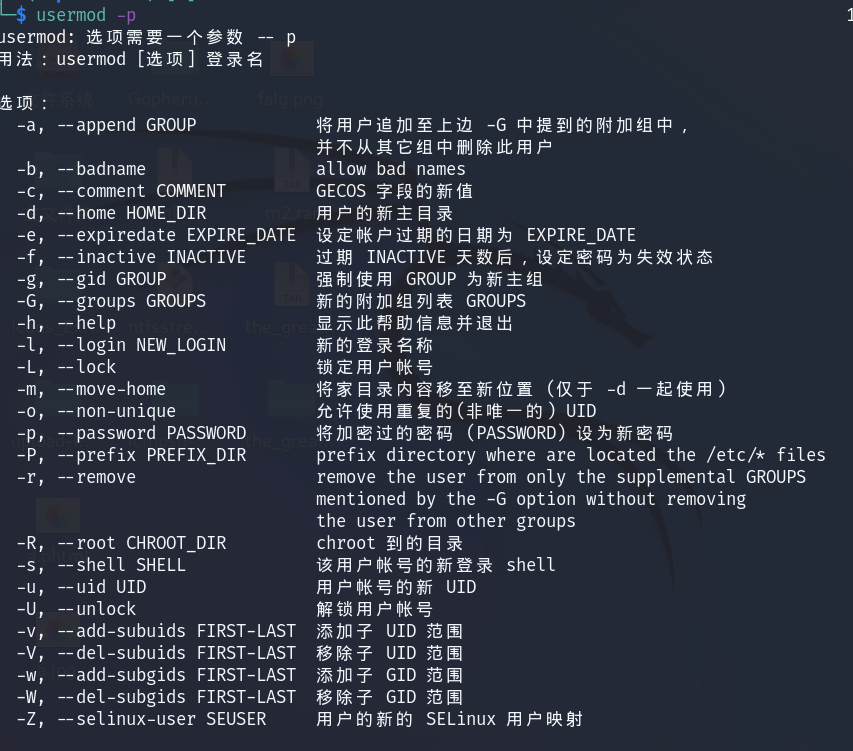 └─$ usermod -p
usermod: 选项需要一个参数 -- p
用法：usermod [选项] 登录名
选项：
-a, --append GROUP 将用户追加至上边 -G 中提到的附加组中，
并不从其它组中删除此用户
-b, --badname allow bad names
-c, --comment COMMENT GECOS 字段的新值
-d, --home HOME_DIR 用户的新主目录
-e, --expiredate EXPIRE_DATE 设定帐户过期的日期为 EXPIRE_DATE
-f, --inactive INACTIVE 过期 INACTIVE 天数后，设定密码为失效状态
-g, --gid GROUP 强制使用 GROUP 为新主组
-G, --groups GROUPS 新的附加组列表 GROUPS
-h, --help 显示此帮助信息并退出
-l, --login NEW_LOGIN 新的登录名称
-L, --lock 锁定用户帐号
-m, --move-home 将家目录内容移至新位置 (仅于 -d 一起使用)
-o, --non-unique 允许使用重复的(非唯一的) UID
-p, --password PASSWORD 将加密过的密码 (PASSWORD) 设为新密码
-P, --prefix PREFIX_DIR prefix directory where are located the /etc/* files
-r, --remove remove the user from only the supplemental GROUPS
mentioned by the -G option without removing
the user from other groups
-R, --root CHROOT_DIR chroot 到的目录
-s, --shell SHELL 该用户帐号的新登录 shell
-u, --uid UID 用户帐号的新 UID
-U, --unlock 解锁用户帐号
-v, --add-subuids FIRST-LAST 添加子 UID 范围
-V, --del-subuids FIRST-LAST 移除子 UID 范围
-w, --add-subgids FIRST-LAST 添加子 GID 范围
-W, --del-subgids FIRST-LAST 移除子 GID 范围
-Z, --selinux-user SEUSER 用户的新的 SELinux 用户映射